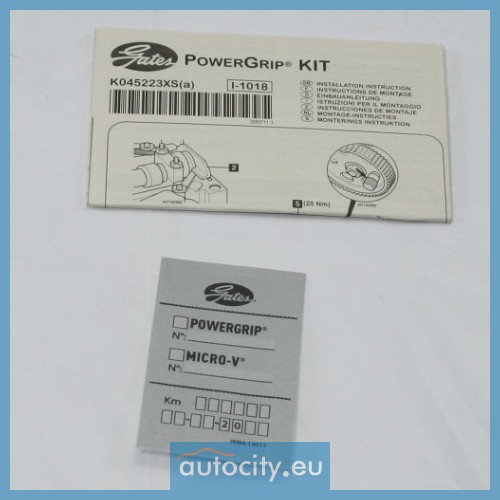 Gates
POWERGRIP® KIT
K045223XS(a)
I-1018
GB INSTALLATION INSTRUCTION
INSTRUCTIONS DE MONTAGE
EINBAUANLEITUNG
ISTRUZIONI PER IL MONTAGGIO
INSTRUCCIONES DE MONTAJE
MONTAGE-INSTRUCTIES
MONTERINGS INSTRUKTION
2
5 (25 Nm)
Gates
POWERGRIP®
N°:
MICRO-V®
N°:
Km
20
autocity.eu